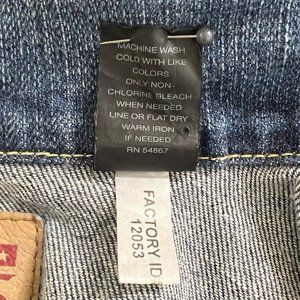 MACHINE WASH
COLD WITH LIKE
COLORS
ONLY NON-
CHLORINE BLEACH
WHEN NEEDED
LINE OR FLAT DRY
WARM IRON
IF NEEDED
RN 54867
FACTORY ID
12053